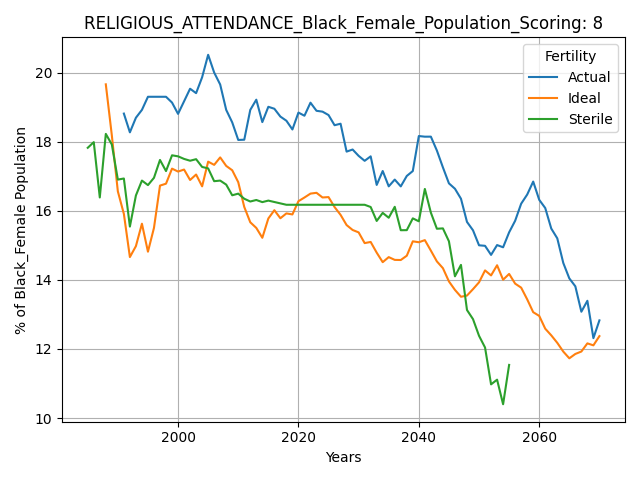 RELIGIOUS_ATTENDANCE_Black_Female_Population_Scoring: 8
Fertility
Actual
Ideal
Sterile
% of Black_Female Population
20
18
16
14
12
10
2000 2020 2040 2060
Years